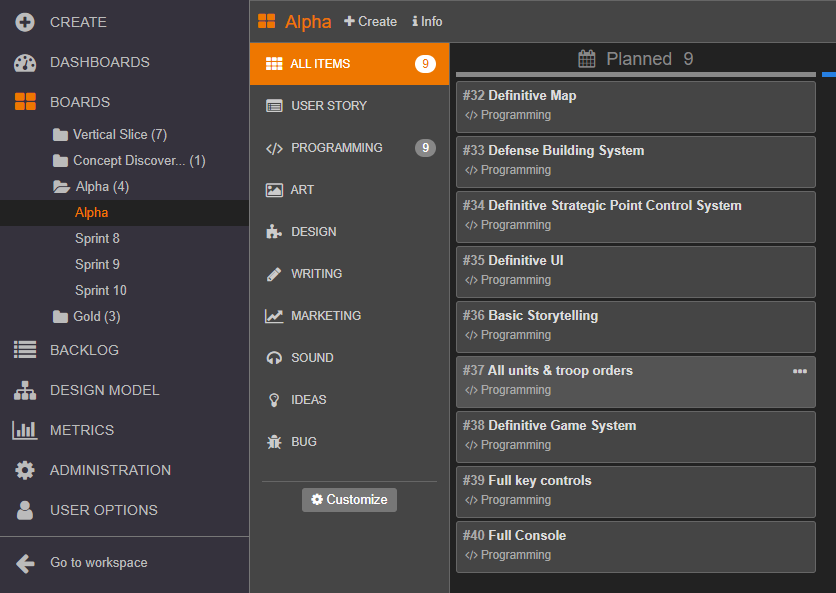 CREATE
DASHBOARDS
BOARDS
Vertical Slice (7)
Concept Discover... (1)
Alpha (4)
Alpha
Sprint 8
Sprint 9
Sprint 10
Gold (3)
BACKLOG
DESIGN MODEL
METRICS
ADMINISTRATION
USER OPTIONS
Go to workspace
Alpha Create Info
ALL ITEMS 9
USER STORY
PROGRAMMING 9
ART
DESIGN
WRITING
MARKETING
SOUND
IDEAS
BUG
Customize
Planned 9
#32 Definitive Map
Programming
#33 Defense Building System
Programming
#34 Definitive Strategic Point Control System
Programming
#35 Definitive UI
Programming
#36 Basic Storytelling
Programming
#37 All units & troop orders
Programming
#38 Definitive Game System
Programming
#39 Full key controls
Programming
#40 Full Console
Programming